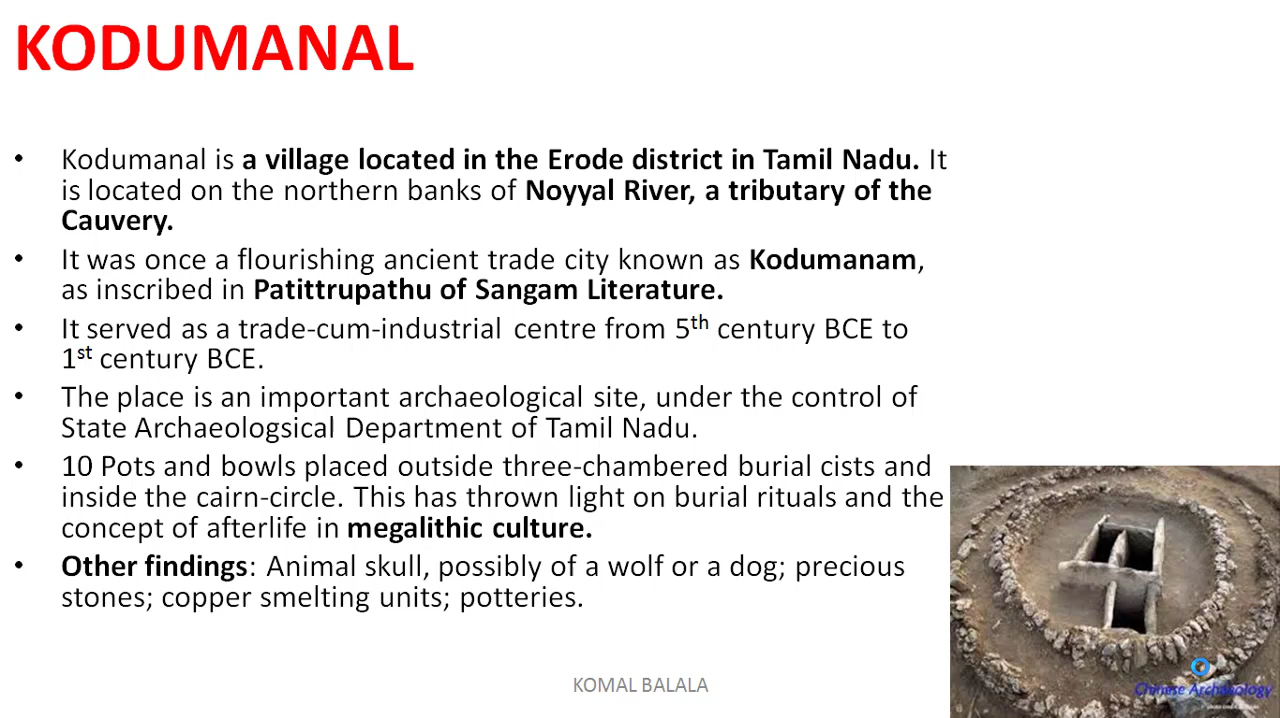 KODUMANAL
• Kodumanal is a village located in the Erode district in Tamil Nadu. It
is located on the northern banks of Noyyal River, a tributary of the
Cauvery.
• It was once a flourishing ancient trade city known as Kodumanam,
as inscribed in Patittrupathu of Sangam Literature.
• It served as a trade-cum-industrial centre from 5th century BCE to
1st century BCE.
• The place is an important archaeological site, under the control of
State Archaeologsical Department of Tamil Nadu.
• 10 Pots and bowls placed outside three-chambered burial cists and
inside the cairn-circle. This has thrown light on burial rituals and the
concept of afterlife in megalithic culture.
• Other findings: Animal skull, possibly of a wolf or a dog; precious
stones; copper smelting units; potteries.
KOMAL BALALA
Chinese Archaeology